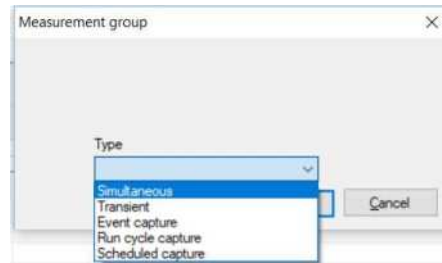 Measurement group
Type
Simultaneous
Transient
Event capture
Run cycle capture
Scheduled capture
Cancel